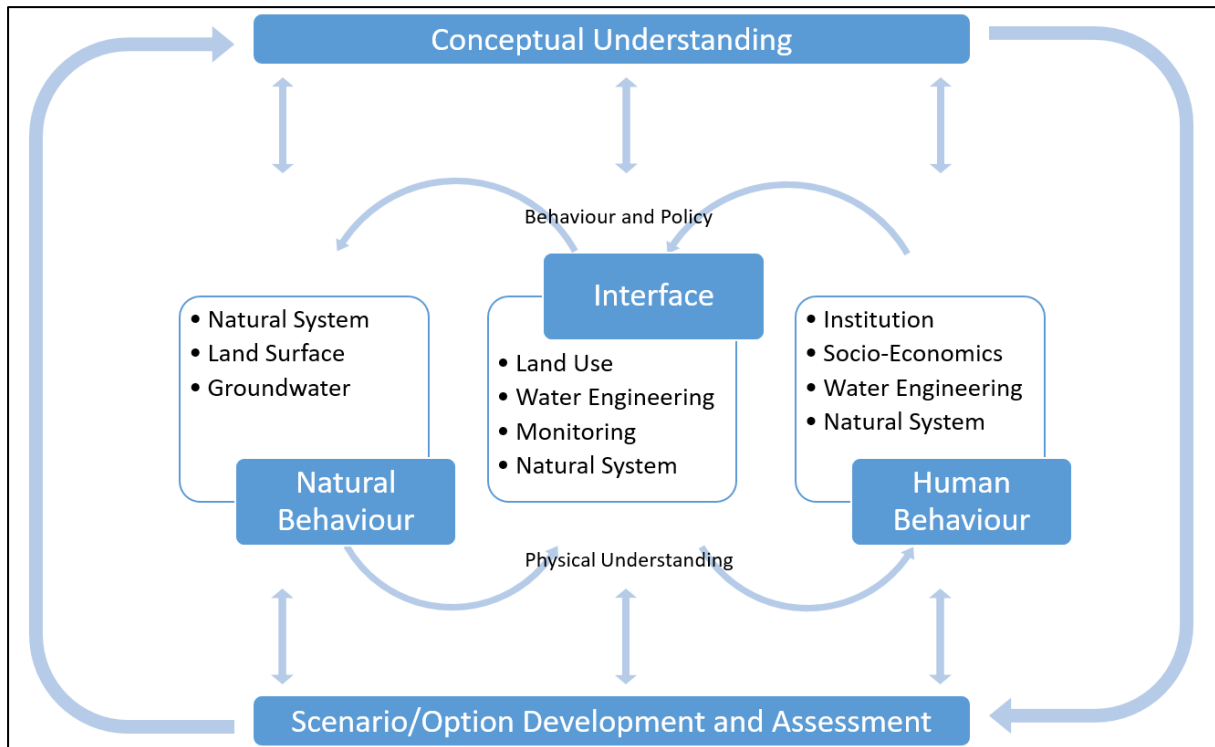 Conceptual Understanding
Behaviour and Policy
• Natural System
• Land Surface
• Groundwater
Natural
Behaviour
Interface
• Land Use
• Water Engineering
• Monitoring
• Natural System
• Institution
• Socio-Economics
• Water Engineering
• Natural System
Human
Behaviour
Physical Understanding
Scenario/Option Development and Assessment